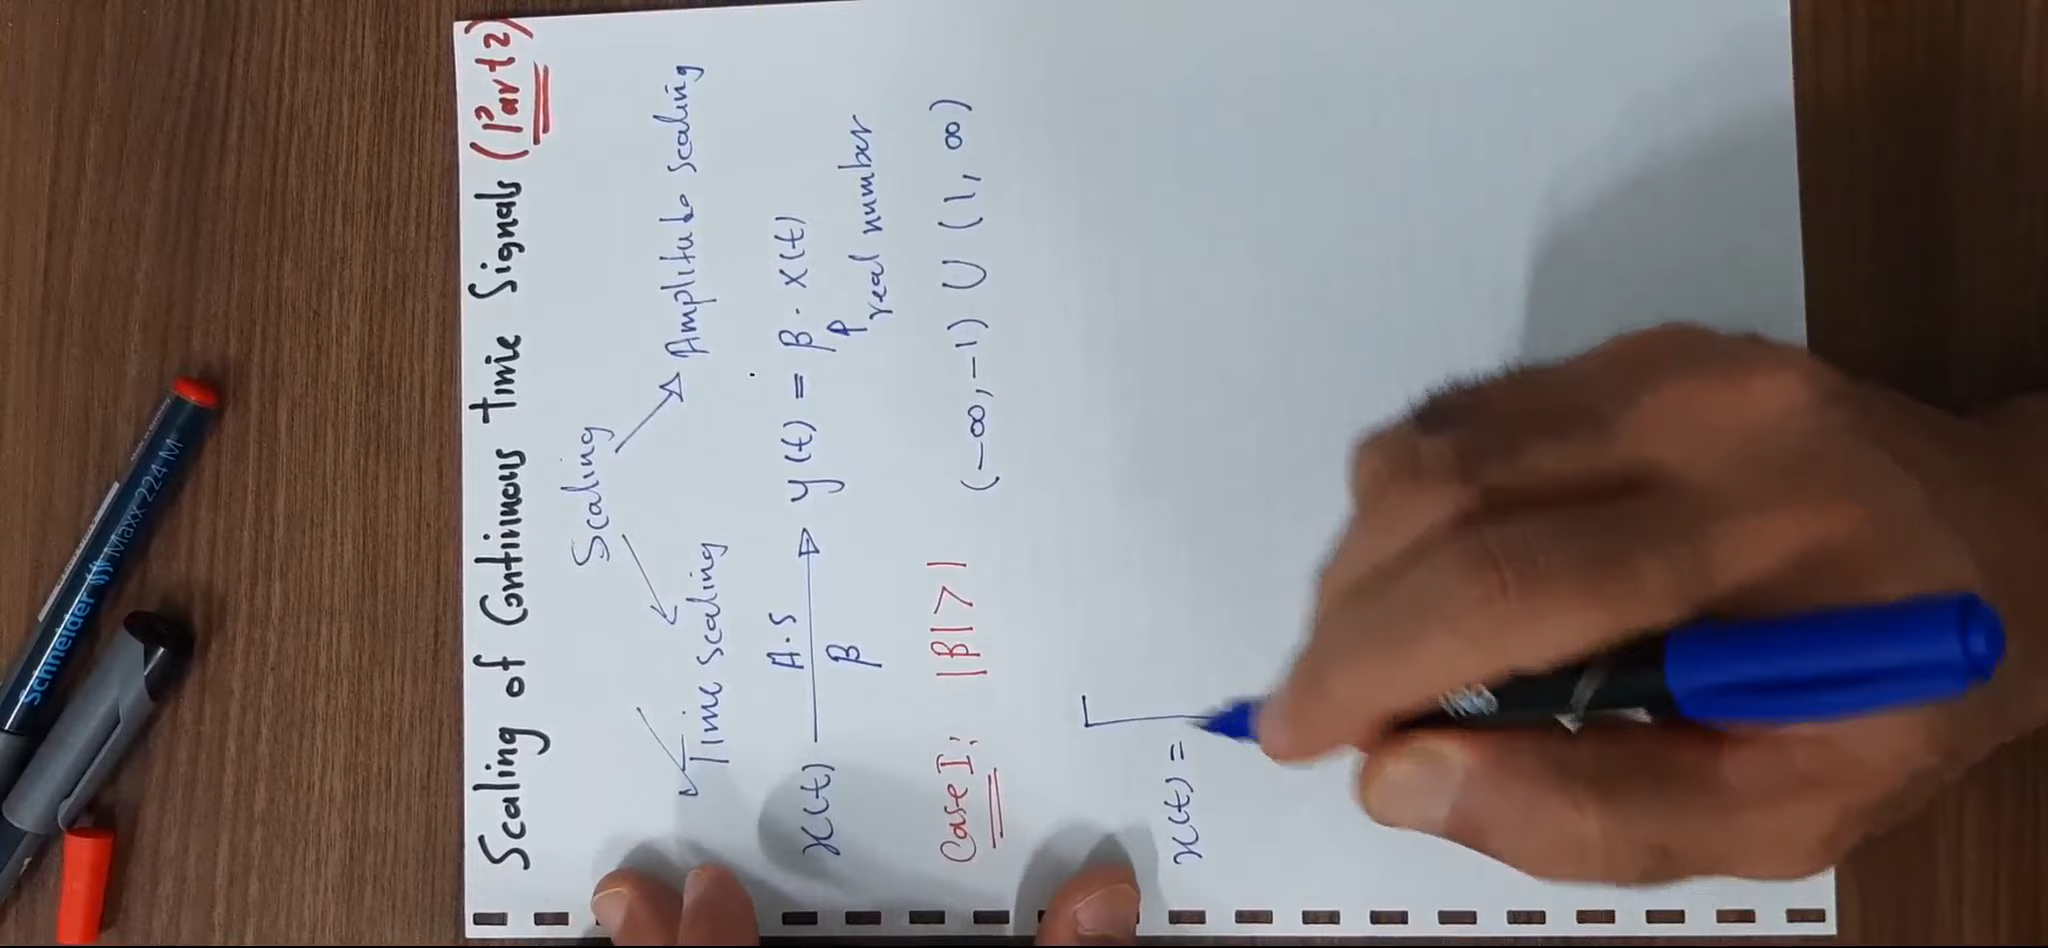 Scaling of Continuous time Signals (Part 2)
Scaling
Time scaling
Amplitude scaling
x(t) A.S β y(t) = β · x(t)
real number
Case I: |β| > 1 (-∞, -1) ∪ (1, ∞)
x(t) =
Schneider Maxx 224 M